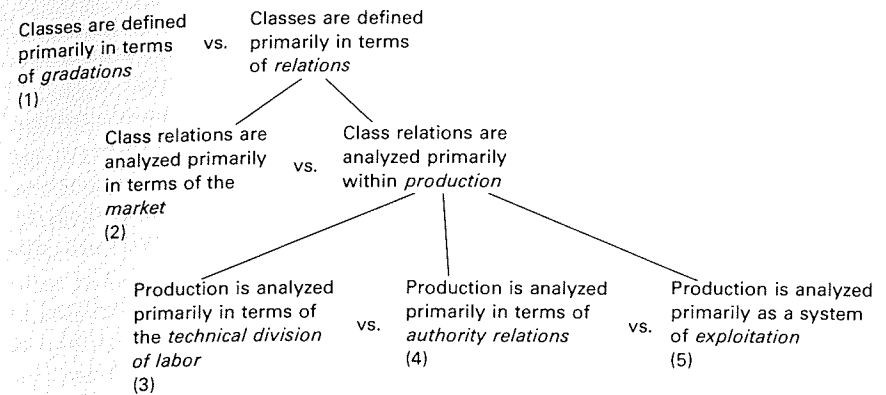 Classes are defined
primarily in terms
of gradations
(1)
vs.
Classes are defined
primarily in terms
of relations
Class relations are
analyzed primarily
in terms of the
market
(2)
vs.
Class relations are
analyzed primarily
within production
Production is analyzed
primarily in terms of
the technical division
of labor
(3)
vs.
Production is analyzed
primarily in terms of
authority relations
(4)
vs.
Production is analyzed
primarily as a system
of exploitation
(5)